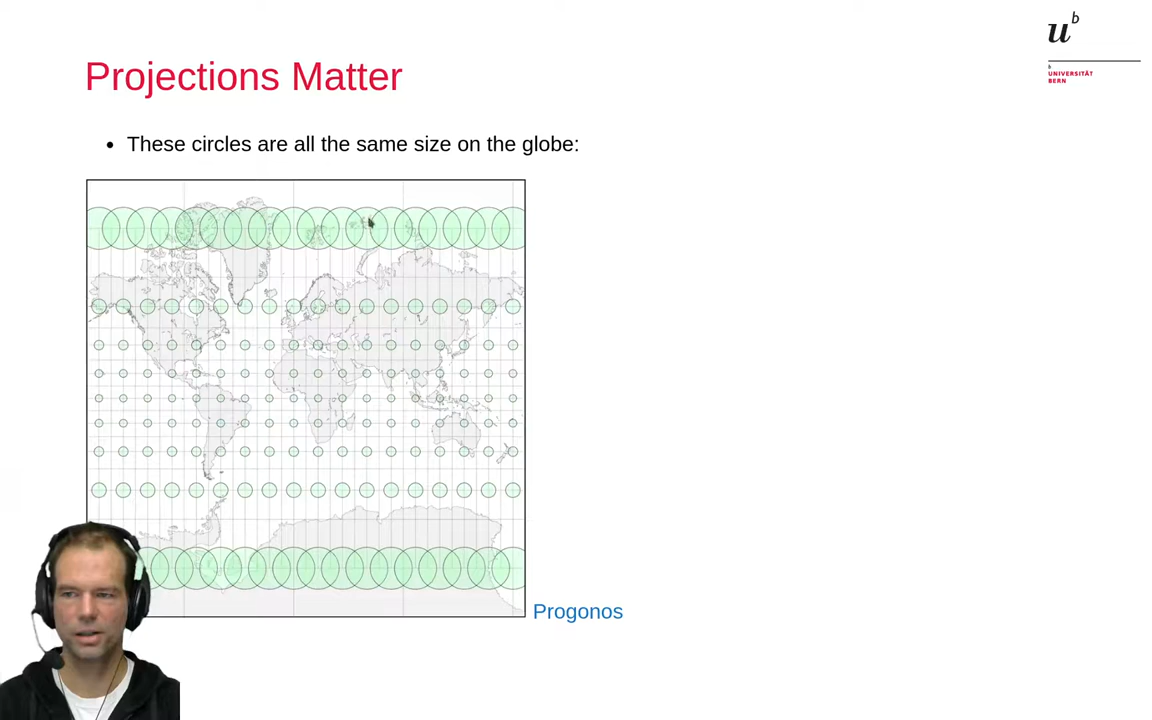 u b
b
UNIVERSITÄT
BERN
Projections Matter
• These circles are all the same size on the globe:
Progonos